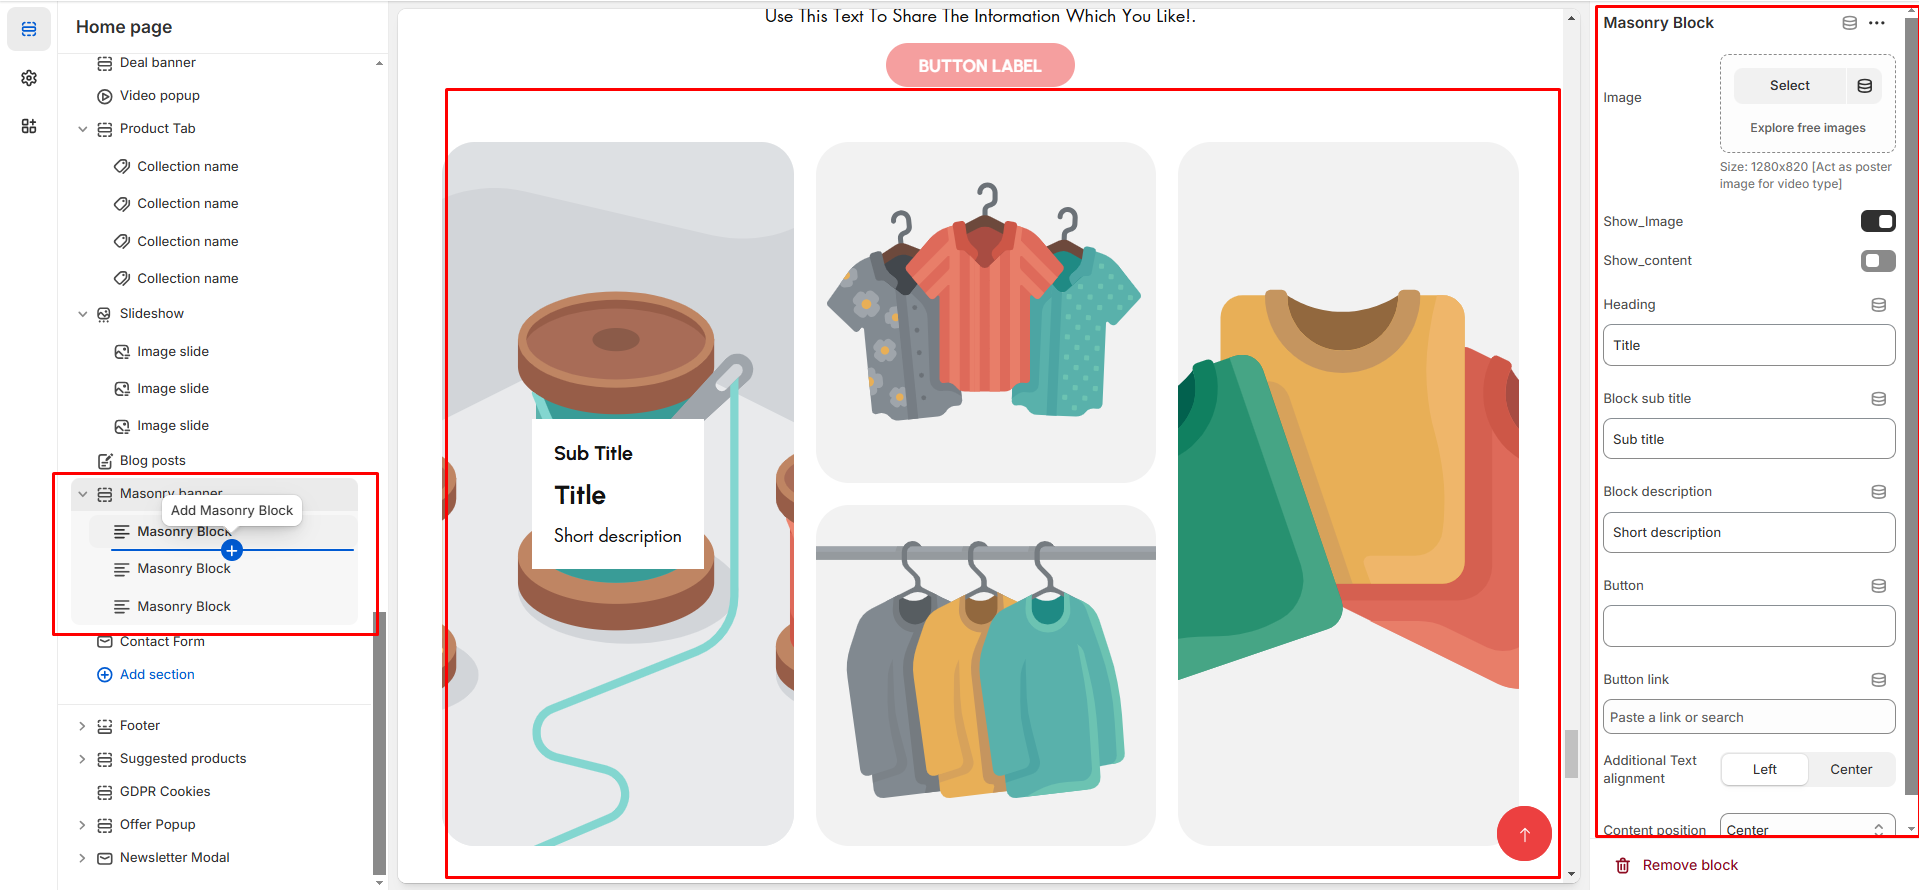 Home page
Deal banner
Video popup
Product Tab
Collection name
Collection name
Collection name
Collection name
Slideshow
Image slide
Image slide
Image slide
Blog posts
Masonry banner
Add Masonry Block
Masonry Block
Masonry Block
Masonry Block
Contact Form
Add section
Footer
Suggested products
GDPR Cookies
Offer Popup
Newsletter Modal
Use This Text To Share The Information Which You Like!.
BUTTON LABEL
Sub Title
Title
Short description
Masonry Block
Image
Select
Explore free images
Size: 1280x820 [Act as poster
image for video type]
Show_Image
Show_content
Heading
Title
Block sub title
Sub title
Block description
Short description
Button
Button link
Paste a link or search
Additional Text
alignment
Left
Center
Content position
Center
Remove block